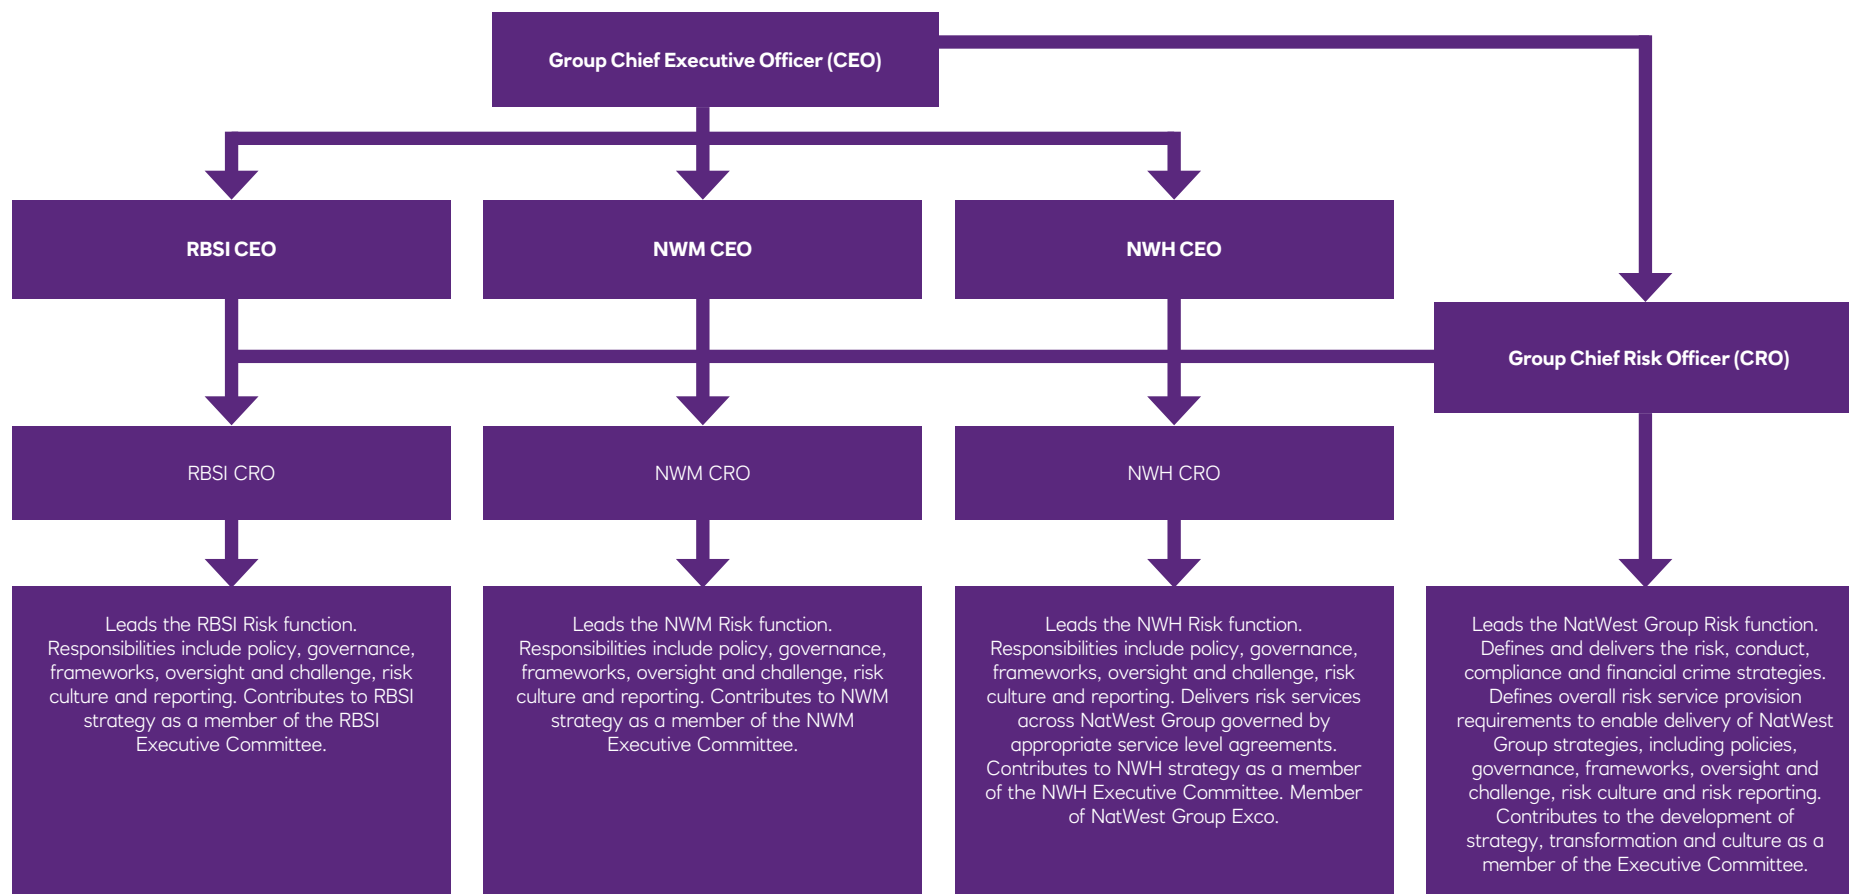 Group Chief Executive Officer (CEO)
RBSI CEO
NWM CEO
NWH CEO
Group Chief Risk Officer (CRO)
RBSI CRO
NWM CRO
NWH CRO
Leads the RBSI Risk function.
Responsibilities include policy, governance,
frameworks, oversight and challenge, risk
culture and reporting. Contributes to RBSI
strategy as a member of the RBSI
Executive Committee.
Leads the NWM Risk function.
Responsibilities include policy, governance,
frameworks, oversight and challenge, risk
culture and reporting. Contributes to NWM
strategy as a member of the NWM
Executive Committee.
Leads the NWH Risk function.
Responsibilities include policy, governance,
frameworks, oversight and challenge, risk
culture and reporting. Delivers risk services
across NatWest Group governed by
appropriate service level agreements.
Contributes to NWH strategy as a member
of the NWH Executive Committee. Member
of NatWest Group Exco.
Leads the NatWest Group Risk function.
Defines and delivers the risk, conduct,
compliance and financial crime strategies.
Defines overall risk service provision
requirements to enable delivery of NatWest
Group strategies, including policies,
governance, frameworks, oversight and
challenge, risk culture and risk reporting.
Contributes to the development of
strategy, transformation and culture as a
member of the Executive Committee.